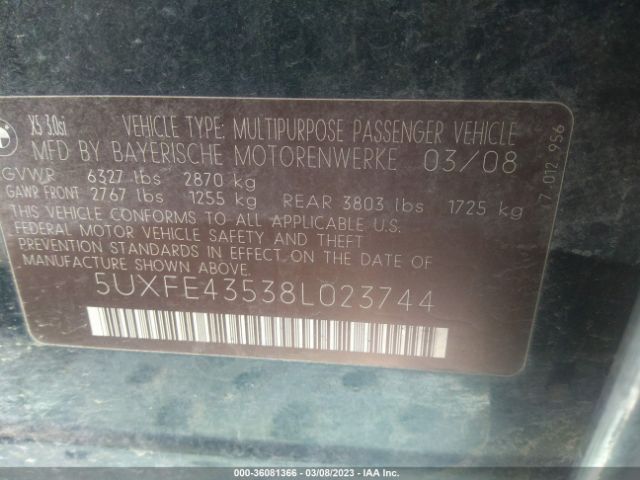 X5 3.0si VEHICLE TYPE: MULTIPURPOSE PASSENGER VEHICLE
MFD BY BAYERISCHE MOTORENWERKE 03/08
GVWR 6327 lbs 2870 kg
GAWR FRONT 2767 lbs 1255 kg REAR 3803 lbs 1725 kg
THIS VEHICLE CONFORMS TO ALL APPLICABLE U.S.
FEDERAL MOTOR VEHICLE SAFETY AND THEFT
PREVENTION STANDARDS IN EFFECT ON THE DATE OF
MANUFACTURE SHOWN ABOVE.
5UXFE43538L023744
7 012 956
000-36081366 — 03/08/2023 — IAA Inc.